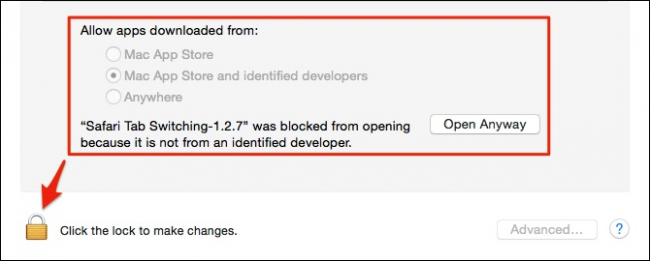 Allow apps downloaded from:
Mac App Store
Mac App Store and identified developers
Anywhere
“Safari Tab Switching-1.2.7” was blocked from opening
because it is not from an identified developer.
Open Anyway
Click the lock to make changes.
Advanced...
?